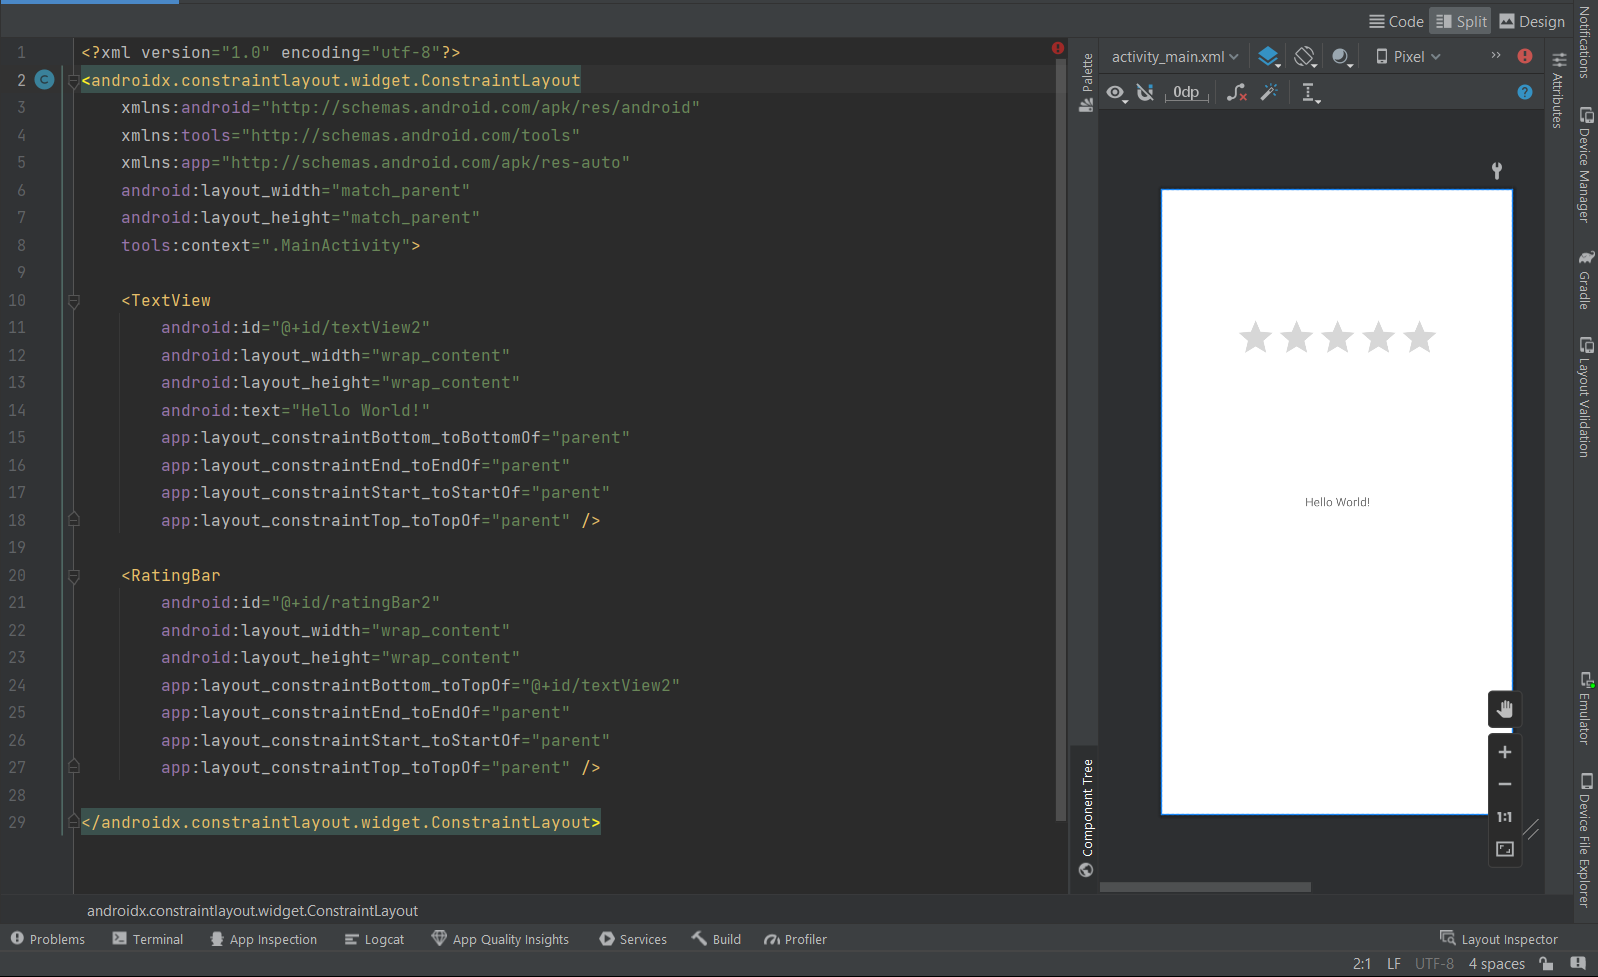 Code Split Design
1 <?xml version="1.0" encoding="utf-8"?>
2 C <androidx.constraintlayout.widget.ConstraintLayout
3 xmlns:android="http://schemas.android.com/apk/res/android"
4 xmlns:tools="http://schemas.android.com/tools"
5 xmlns:app="http://schemas.android.com/apk/res-auto"
6 android:layout_width="match_parent"
7 android:layout_height="match_parent"
8 tools:context=".MainActivity">
9
10 <TextView
11 android:id="@+id/textView2"
12 android:layout_width="wrap_content"
13 android:layout_height="wrap_content"
14 android:text="Hello World!"
15 app:layout_constraintBottom_toBottomOf="parent"
16 app:layout_constraintEnd_toEndOf="parent"
17 app:layout_constraintStart_toStartOf="parent"
18 app:layout_constraintTop_toTopOf="parent" />
19
20 <RatingBar
21 android:id="@+id/ratingBar2"
22 android:layout_width="wrap_content"
23 android:layout_height="wrap_content"
24 app:layout_constraintBottom_toTopOf="@+id/textView2"
25 app:layout_constraintEnd_toEndOf="parent"
26 app:layout_constraintStart_toStartOf="parent"
27 app:layout_constraintTop_toTopOf="parent" />
28
29 </androidx.constraintlayout.widget.ConstraintLayout>
Palette
Component Tree
activity_main.xml Pixel »
0dp
Hello World!
1:1
Attributes
Notifications
Device Manager
Gradle
Layout Validation
Emulator
Device File Explorer
androidx.constraintlayout.widget.ConstraintLayout
Problems Terminal App Inspection Logcat App Quality Insights Services Build Profiler Layout Inspector
2:1 LF UTF-8 4 spaces